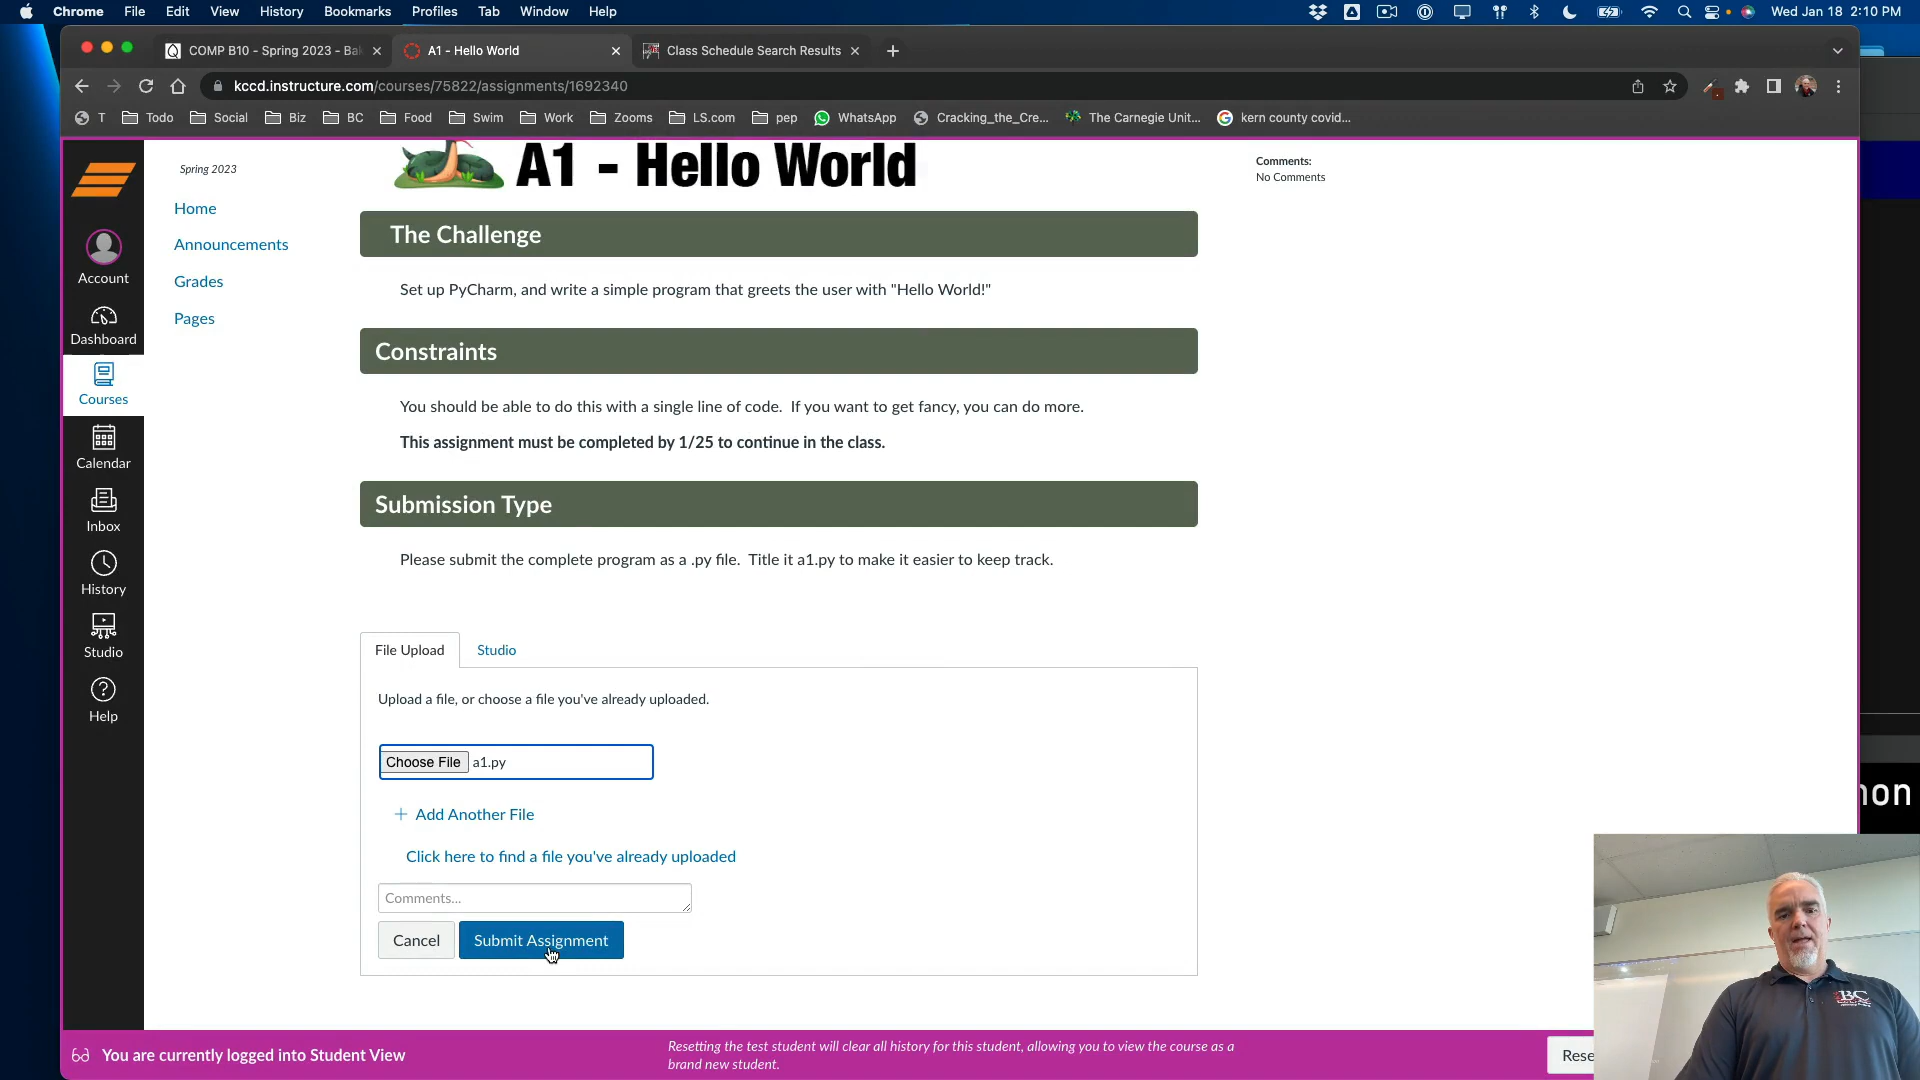 Chrome File Edit View History Bookmarks Profiles Tab Window Help Wed Jan 18 2:10 PM
COMP B10 - Spring 2023 - Ba A1 - Hello World Class Schedule Search Results
kccd.instructure.com/courses/75822/assignments/1692340
T Todo Social Biz BC Food Swim Work Zooms LS.com pep WhatsApp Cracking_the_Cre... The Carnegie Unit... kern county covid...
Spring 2023
Home
Announcements
Grades
Pages
Account
Dashboard
Courses
Calendar
Inbox
History
Studio
Help
A1 - Hello World
The Challenge
Set up PyCharm, and write a simple program that greets the user with "Hello World!"
Constraints
You should be able to do this with a single line of code. If you want to get fancy, you can do more.
This assignment must be completed by 1/25 to continue in the class.
Submission Type
Please submit the complete program as a .py file. Title it a1.py to make it easier to keep track.
File Upload Studio
Upload a file, or choose a file you've already uploaded.
Choose File a1.py
Add Another File
Click here to find a file you've already uploaded
Comments...
Cancel Submit Assignment
Comments:
No Comments
You are currently logged into Student View
Resetting the test student will clear all history for this student, allowing you to view the course as a
brand new student.
Rese
BC